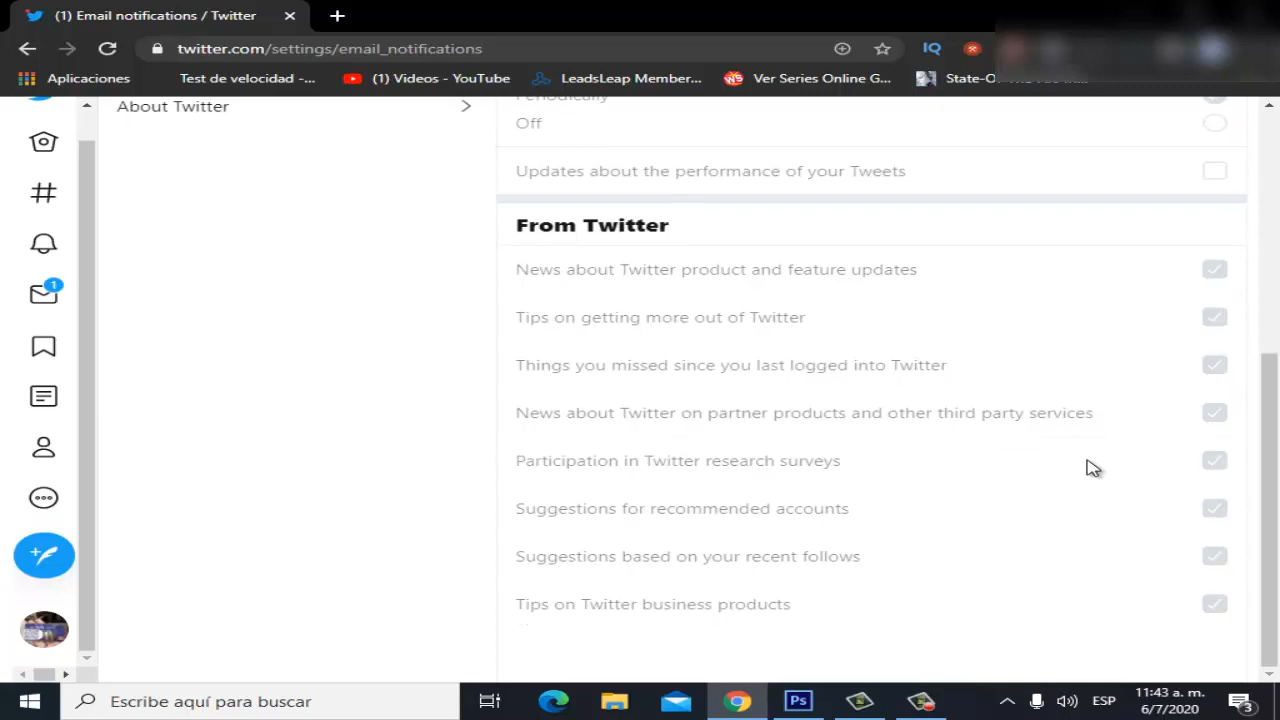 (1) Email notifications / Twitter
twitter.com/settings/email_notifications
IQ
Aplicaciones
Test de velocidad -...
(1) Videos - YouTube
LeadsLeap Member...
WS
Ver Series Online G...
About Twitter
Periodically
Off
Updates about the performance of your Tweets
From Twitter
News about Twitter product and feature updates
Tips on getting more out of Twitter
Things you missed since you last logged into Twitter
News about Twitter on partner products and other third party services
Participation in Twitter research surveys
Suggestions for recommended accounts
Suggestions based on your recent follows
Tips on Twitter business products
1
Escribe aquí para buscar
Ps
ESP
11:43 a. m.
6/7/2020
3